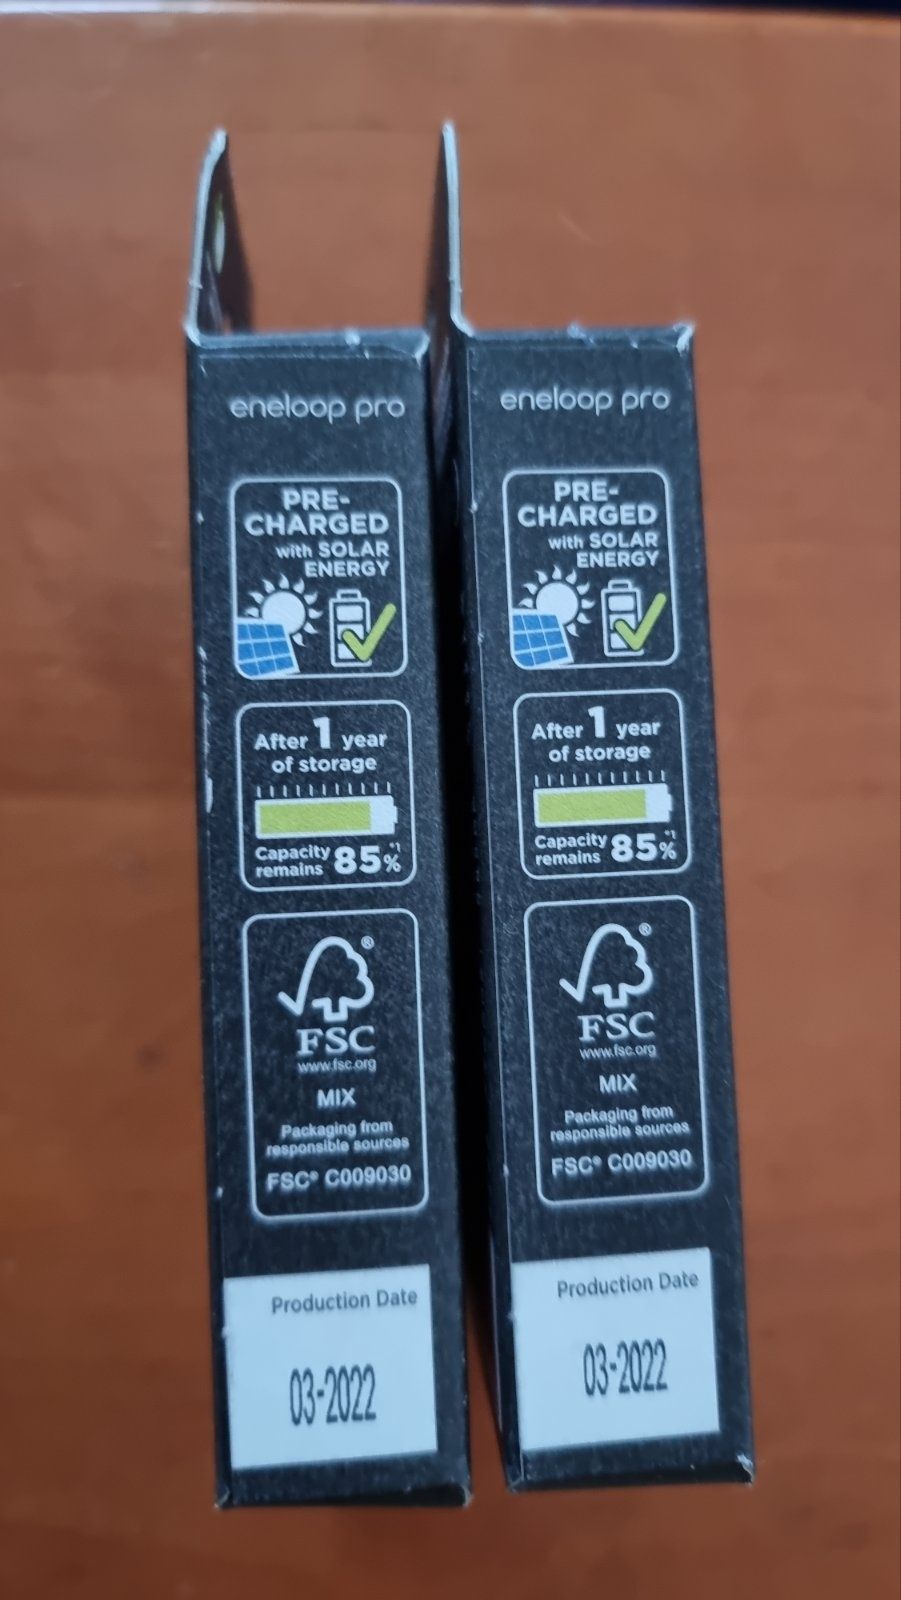 eneloop pro
PRE-
CHARGED
with SOLAR
ENERGY
After 1 year
of storage
Capacity
remains 85%*1
®
FSC
www.fsc.org
MIX
Packaging from
responsible sources
FSC® C009030
Production Date
03-2022
eneloop pro
PRE-
CHARGED
with SOLAR
ENERGY
After 1 year
of storage
Capacity
remains 85%*1
®
FSC
www.fsc.org
MIX
Packaging from
responsible sources
FSC® C009030
Production Date
03-2022